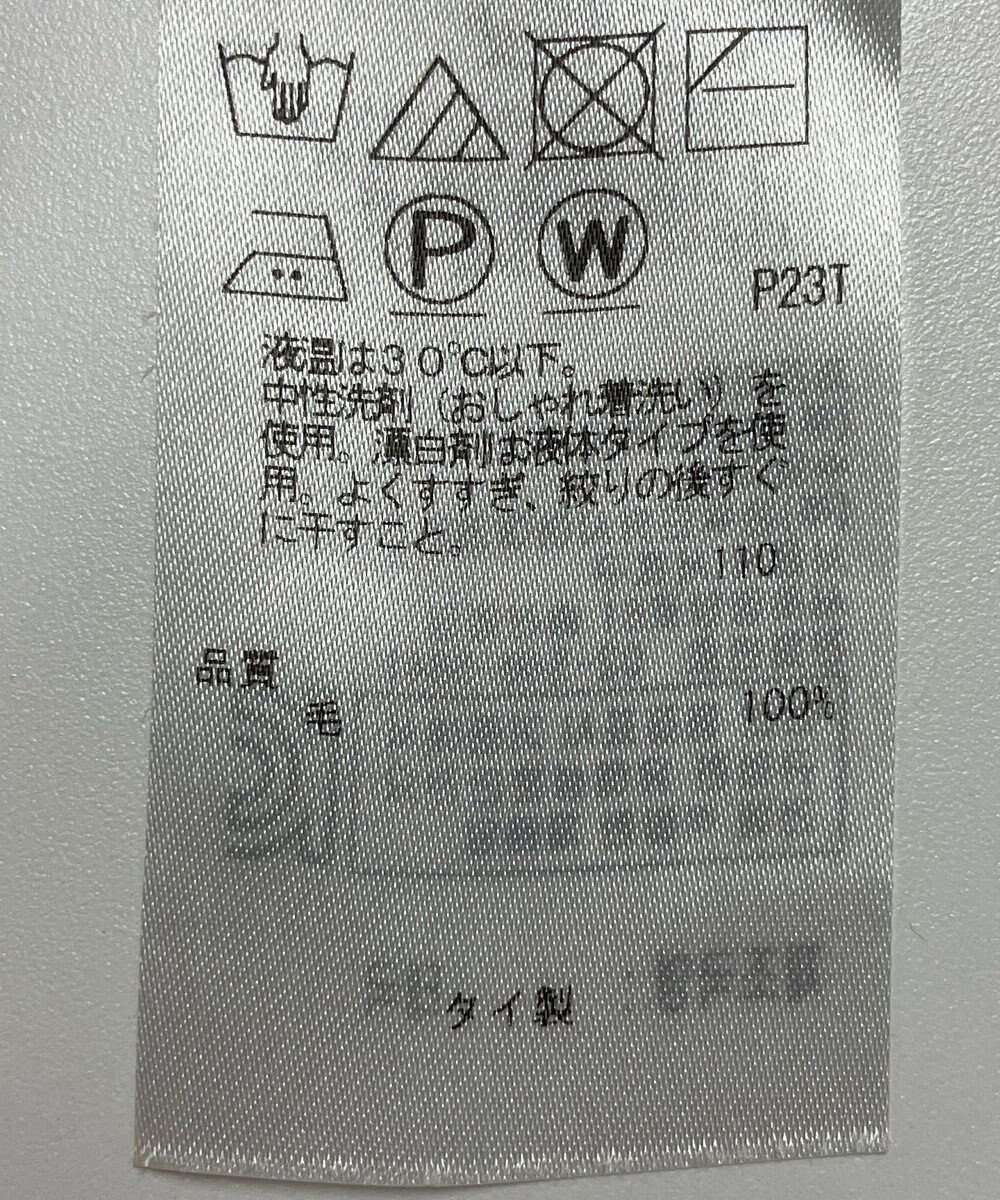 P W P23T
液温は30℃以下。
中性洗剤(おしゃれ着洗い)を
使用。漂白剤は液体タイプを使
用。よくすすぎ、絞りの後すぐ
に干すこと。
110
品質
毛 100%
タイ製